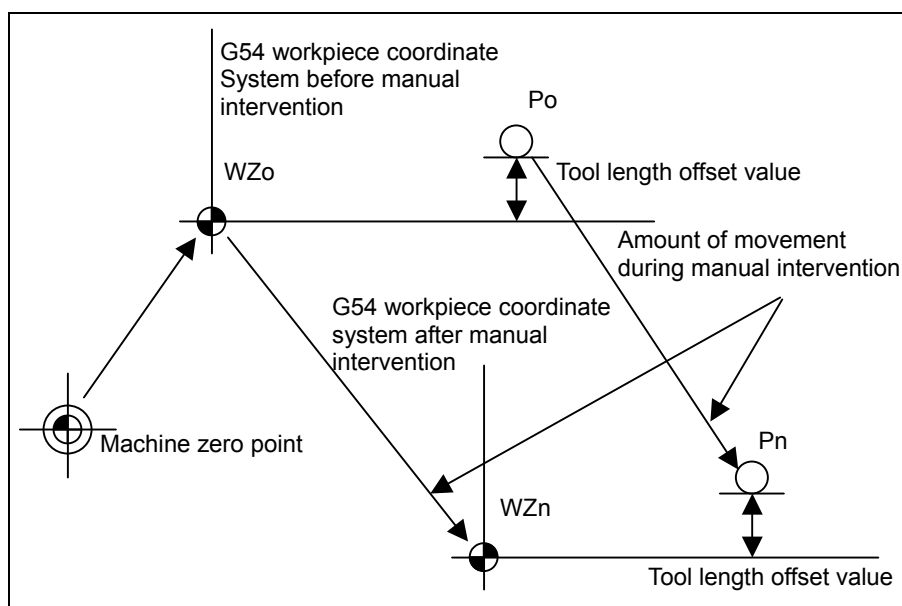 G54 workpiece coordinate
System before manual
intervention
Po
WZo
Tool length offset value
Amount of movement
during manual intervention
G54 workpiece coordinate
system after manual
intervention
Machine zero point
Pn
WZn
Tool length offset value